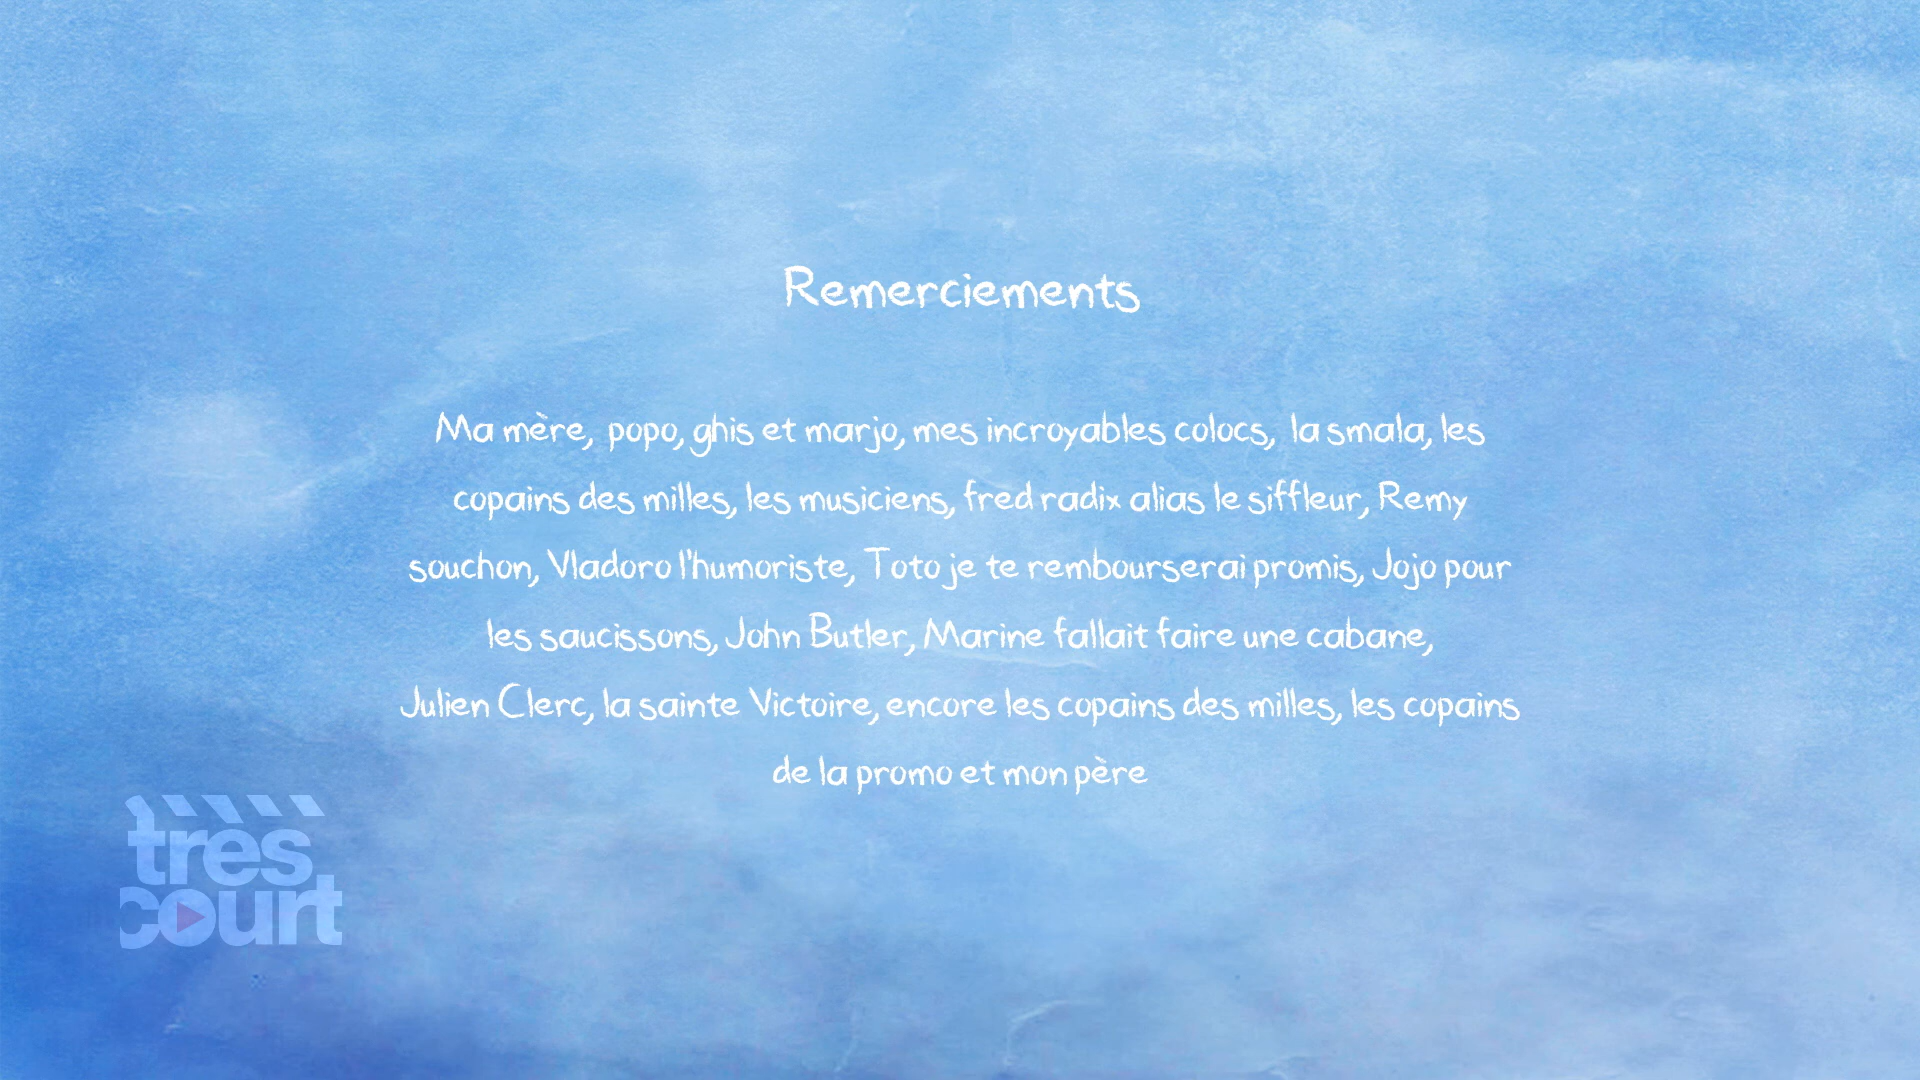 Remerciements
Ma mère, popo, ghis et marjo, mes incroyables colocs, la smala, les
copains des milles, les musiciens, fred radix alias le siffleur, Remy
souchon, Vladoro l'humoriste, Toto je te rembourserai promis, Jojo pour
les saucissons, John Butler, Marine fallait faire une cabane,
Julien Clerc, la sainte Victoire, encore les copains des milles, les copains
de la promo et mon père
tres
court